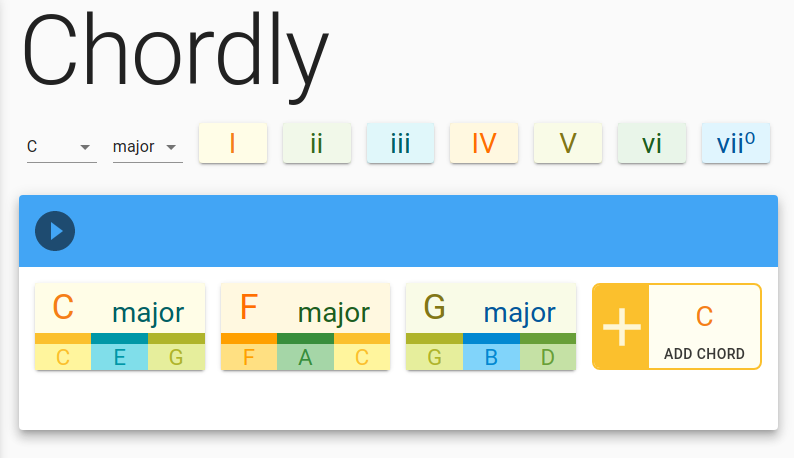 Chordly
C major I ii iii IV V vi vii⁰
C major F major G major C
C E G F A C G B D ADD CHORD